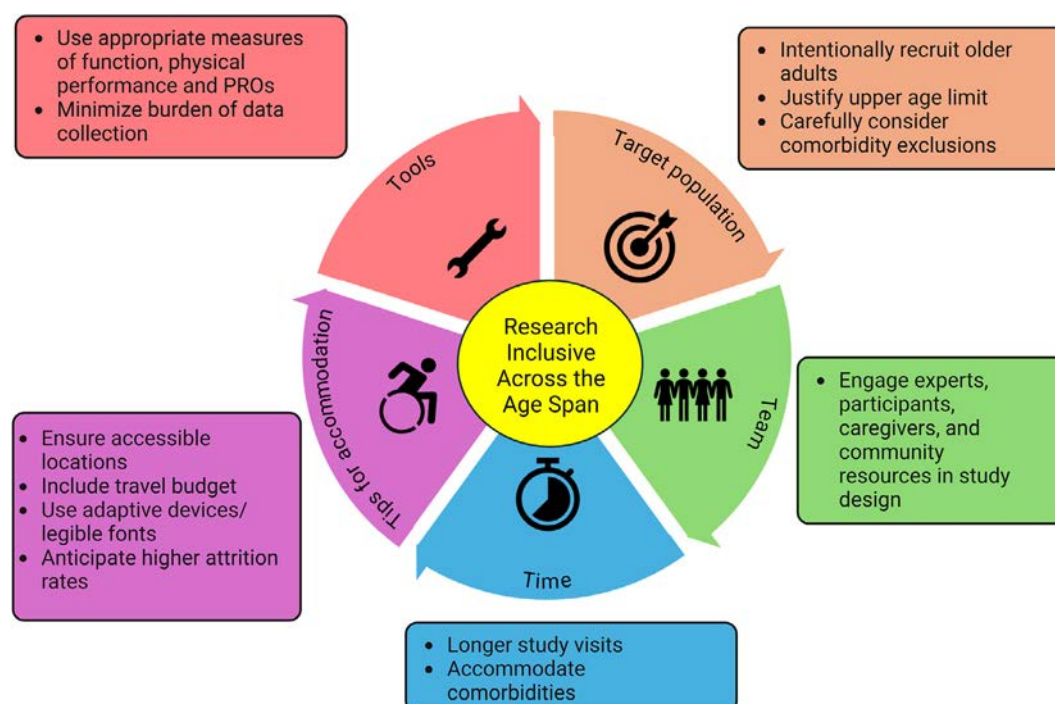 • Use appropriate measures
of function, physical
performance and PROs
• Minimize burden of data
collection
• Intentionally recruit older
adults
• Justify upper age limit
• Carefully consider
comorbidity exclusions
Tools
Target population
Research
Inclusive
Across the
Age Span
Tips for accommodation
Team
Time
• Engage experts,
participants,
caregivers, and
community
resources in study
design
• Ensure accessible
locations
• Include travel budget
• Use adaptive devices/
legible fonts
• Anticipate higher attrition
rates
• Longer study visits
• Accommodate
comorbidities